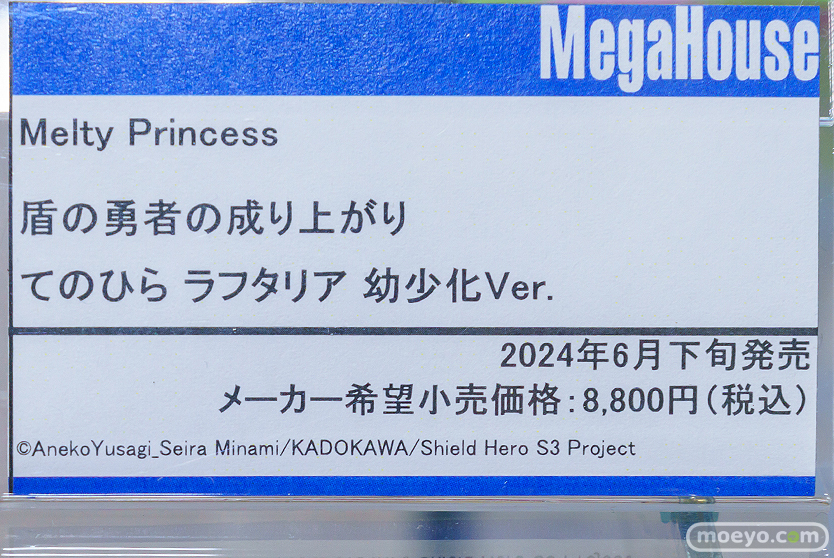 MegaHouse
Melty Princess
盾の勇者の成り上がり
てのひら ラフタリア 幼少化Ver.
2024年6月下旬発売
メーカー希望小売価格：8,800円（税込）
©AnekoYusagi_Seira Minami/KADOKAWA/Shield Hero S3 Project
moeyo.com